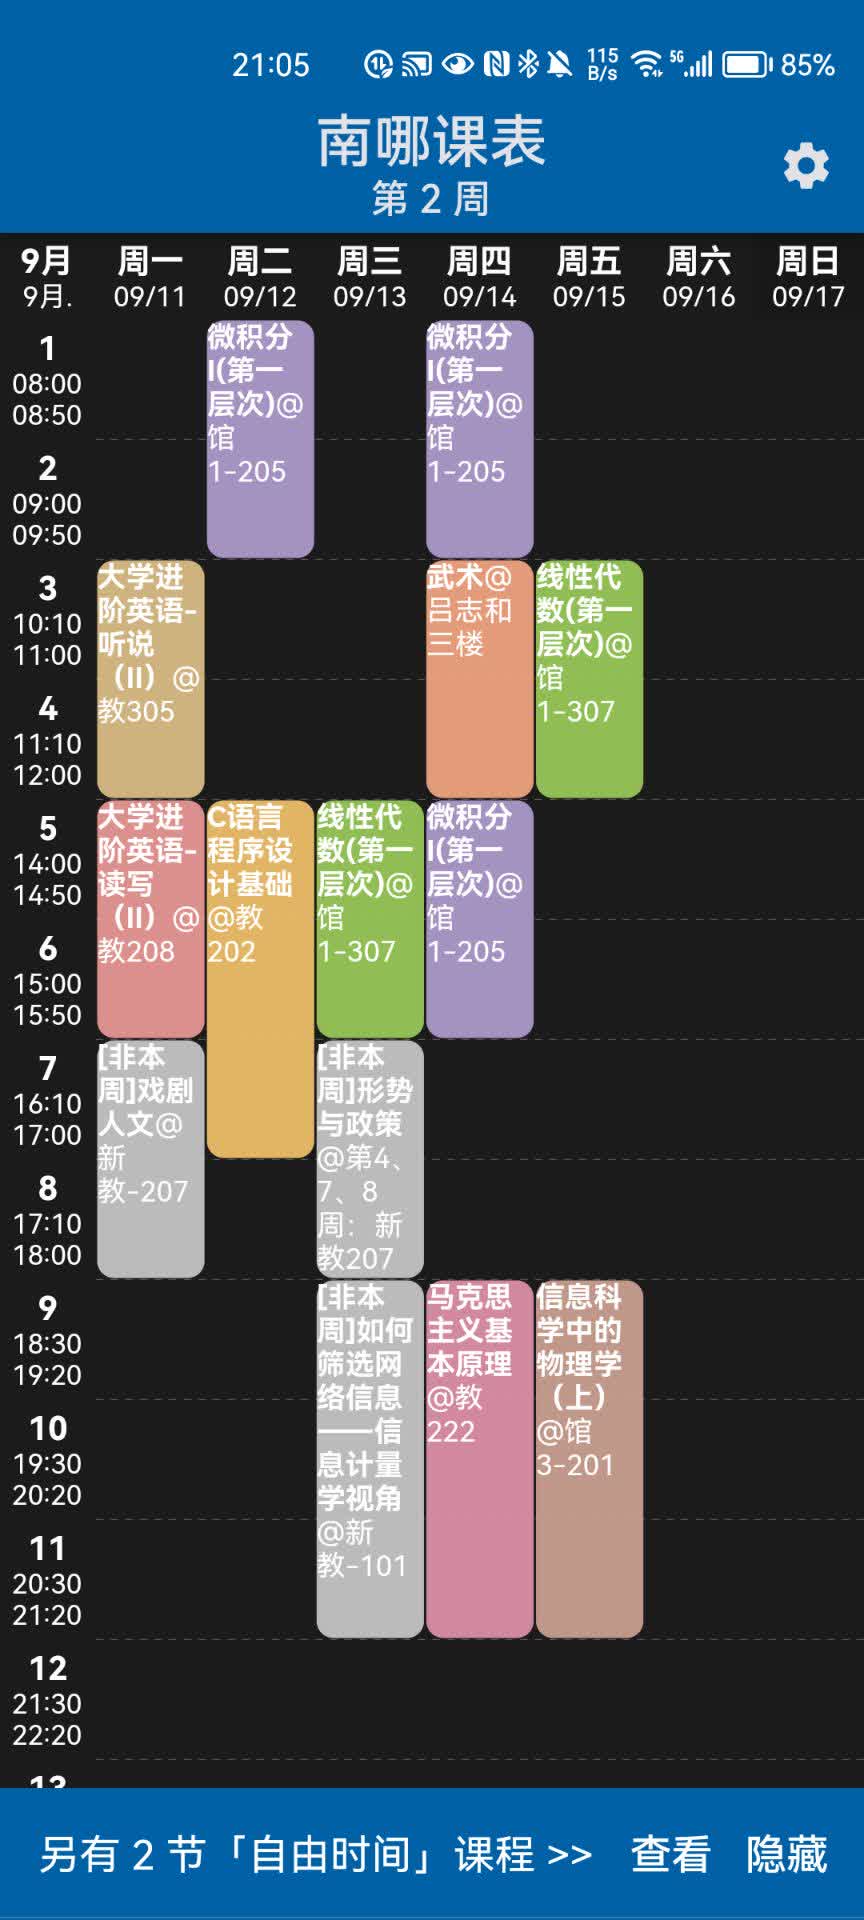 21:05
115
B/s
5G
85%
南哪课表
第 2 周
9月
9月.
周一
09/11
周二
09/12
周三
09/13
周四
09/14
周五
09/15
周六
09/16
周日
09/17
1
08:00
08:50
2
09:00
09:50
3
10:10
11:00
4
11:10
12:00
5
14:00
14:50
6
15:00
15:50
7
16:10
17:00
8
17:10
18:00
9
18:30
19:20
10
19:30
20:20
11
20:30
21:20
12
21:30
22:20
13
大学进
阶英语-
听说
（II）@
教305
大学进
阶英语-
读写
（II）@
教208
[非本
周]戏剧
人文@
新
教-207
微积分
I(第一
层次)@
馆
1-205
C语言
程序设
计基础
@教
202
线性代
数(第一
层次)@
馆
1-307
[非本
周]形势
与政策
@第4、
7、8
周：新
教207
[非本
周]如何
筛选网
络信息
——信
息计量
学视角
@新
教-101
微积分
I(第一
层次)@
馆
1-205
武术@
吕志和
三楼
微积分
I(第一
层次)@
馆
1-205
马克思
主义基
本原理
@教
222
线性代
数(第一
层次)@
馆
1-307
信息科
学中的
物理学
（上）
@馆
3-201
另有 2 节「自由时间」课程 >> 查看 隐藏